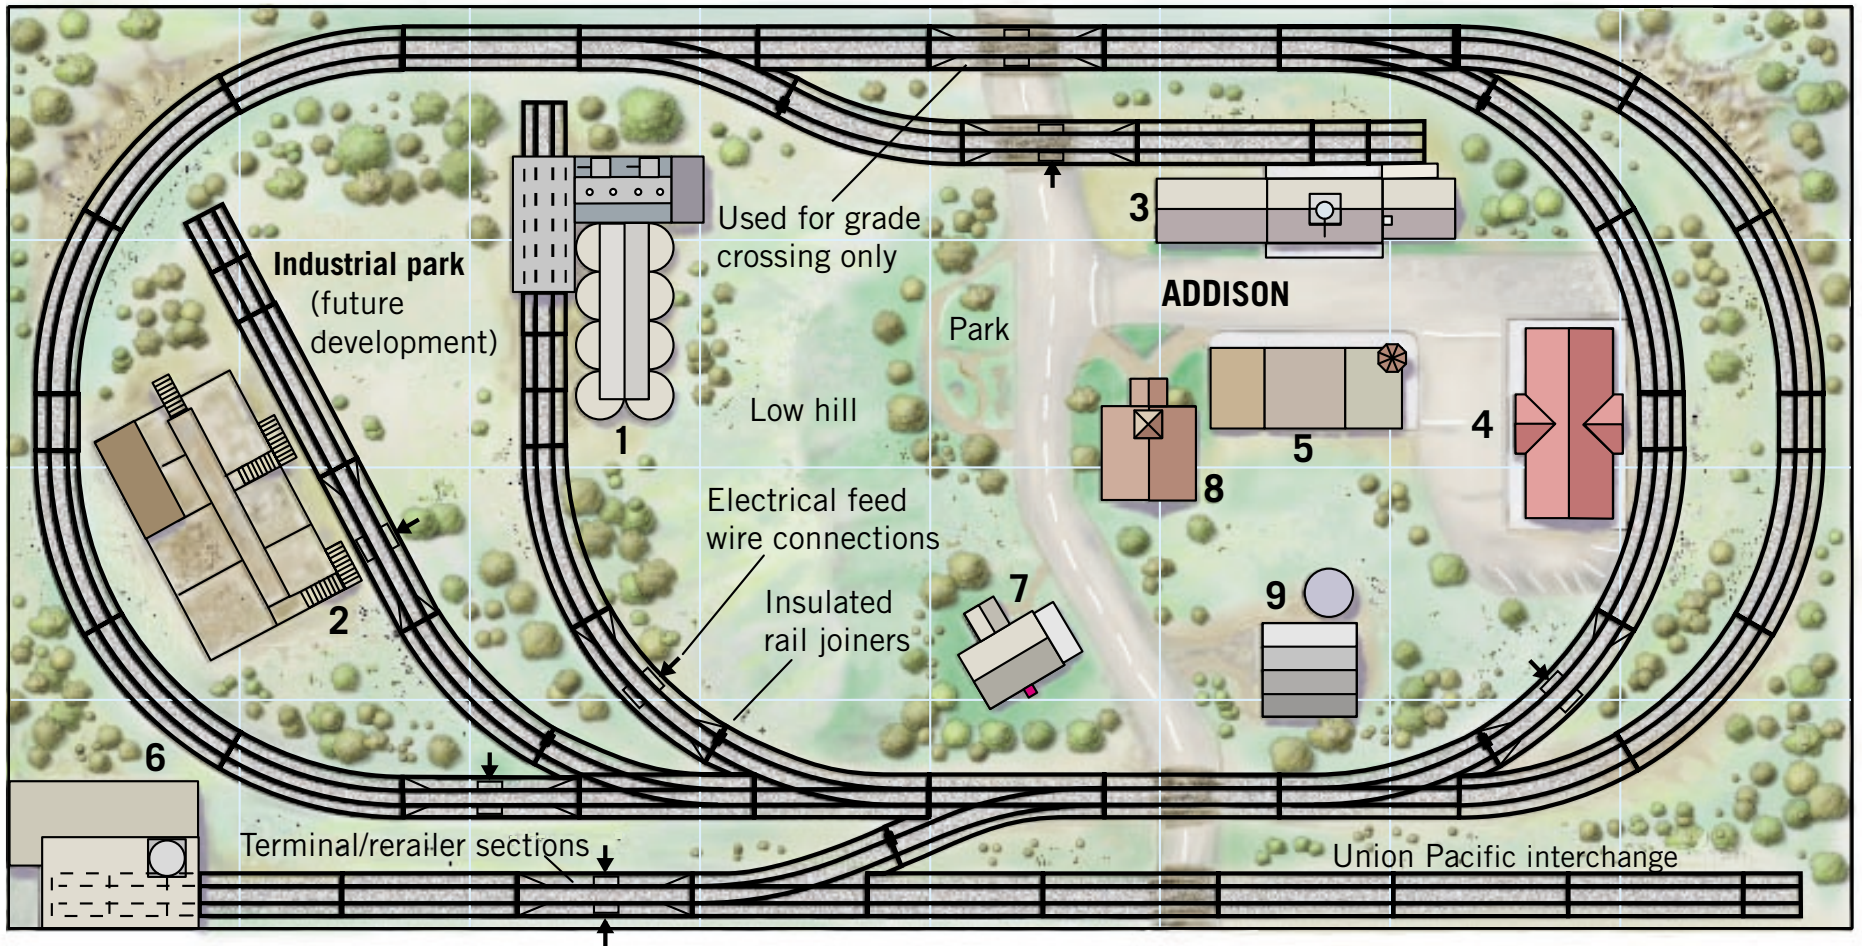 Used for grade
crossing only
3
Industrial park
(future
development)
ADDISON
Park
Low hill
1
4
5
8
Electrical feed
wire connections
7
9
Insulated
rail joiners
2
6
Terminal/rerailer sections
Union Pacific interchange